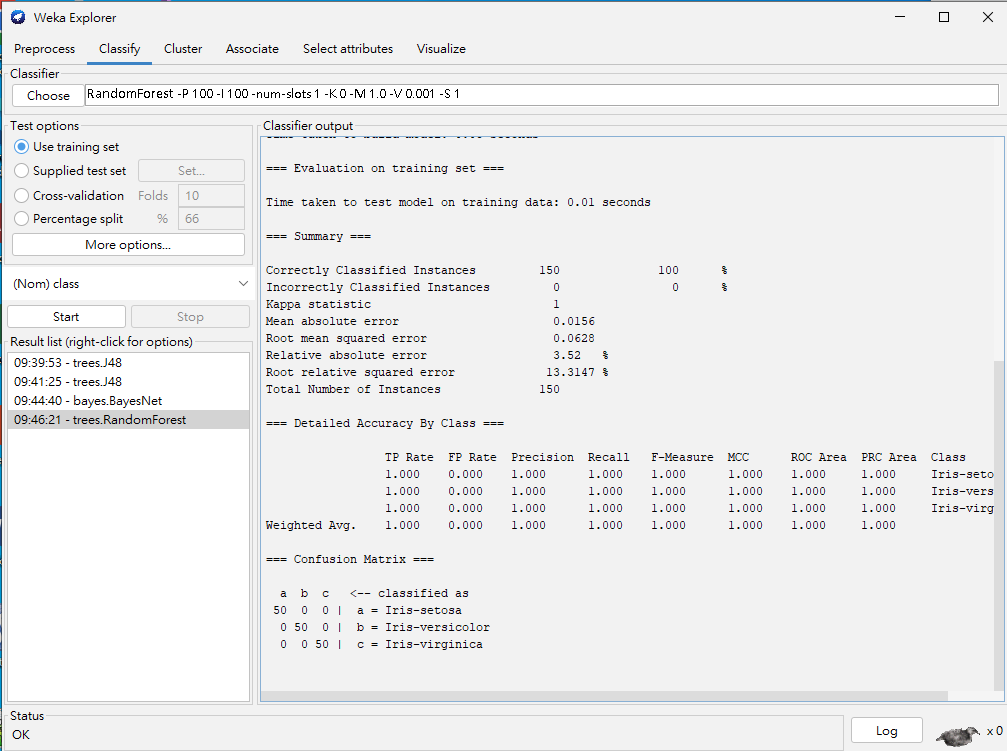 Weka Explorer
Preprocess Classify Cluster Associate Select attributes Visualize
Classifier
Choose RandomForest -P 100 -I 100 -num-slots 1 -K 0 -M 1.0 -V 0.001 -S 1
Test options
Use training set
Supplied test set Set...
Cross-validation Folds 10
Percentage split % 66
More options...
(Nom) class
Start Stop
Result list (right-click for options)
09:39:53 - trees.J48
09:41:25 - trees.J48
09:44:40 - bayes.BayesNet
09:46:21 - trees.RandomForest
Classifier output
=== Evaluation on training set ===
Time taken to test model on training data: 0.01 seconds
=== Summary ===
Correctly Classified Instances 150 100 %
Incorrectly Classified Instances 0 0 %
Kappa statistic 1
Mean absolute error 0.0156
Root mean squared error 0.0628
Relative absolute error 3.52 %
Root relative squared error 13.3147 %
Total Number of Instances 150
=== Detailed Accuracy By Class ===
TP Rate FP Rate Precision Recall F-Measure MCC ROC Area PRC Area Class
1.000 0.000 1.000 1.000 1.000 1.000 1.000 1.000 Iris-seto
1.000 0.000 1.000 1.000 1.000 1.000 1.000 1.000 Iris-vers
1.000 0.000 1.000 1.000 1.000 1.000 1.000 1.000 Iris-virg
Weighted Avg. 1.000 0.000 1.000 1.000 1.000 1.000 1.000 1.000
=== Confusion Matrix ===
a b c <-- classified as
50 0 0 | a = Iris-setosa
0 50 0 | b = Iris-versicolor
0 0 50 | c = Iris-virginica
Status
OK
Log x 0